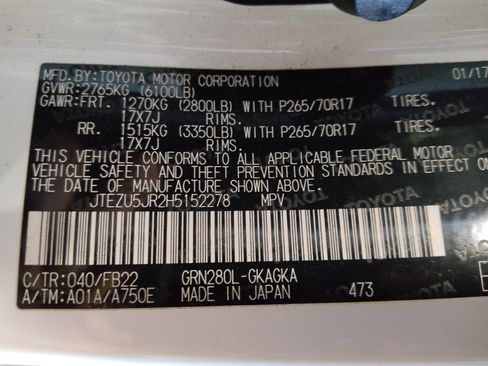 MFD.BY:TOYOTA MOTOR CORPORATION 01/17
GVWR:2765KG (6100LB)
GAWR:FRT. 1270KG (2800LB) WITH P265/70R17 TIRES.
17X7J RIMS.
RR. 1515KG (3350LB) WITH P265/70R17 TIRES.
17X7J RIMS.
THIS VEHICLE CONFORMS TO ALL APPLICABLE FEDERAL MOTOR
VEHICLE SAFETY AND THEFT PREVENTION STANDARDS IN EFFECT ON
THE DATE OF MANUFACTURE SHOWN ABOVE.
JTEZU5JR2H5152278 MPV
C/TR:040/FB22 GRN280L-GKAGKA
A/TM:A01A/A750E MADE IN JAPAN 473